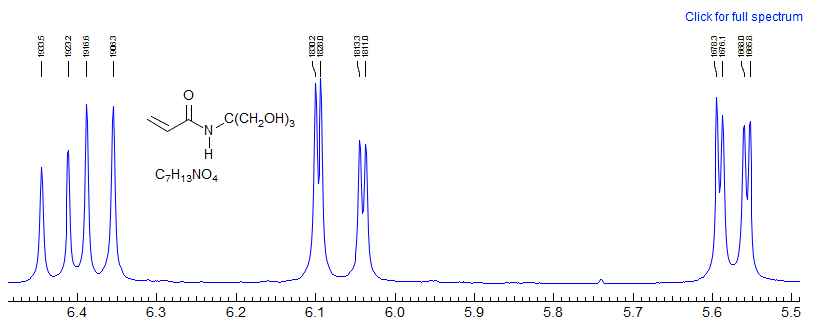 Click for full spectrum
1933.5 1923.2 1916.6 1906.3 1830.2 1828.0 1813.3 1811.0 1678.3 1676.1 1668.0 1665.8
O
N C(CH₂OH)₃
H
C₇H₁₃NO₄
6.4 6.3 6.2 6.1 6.0 5.9 5.8 5.7 5.6 5.5